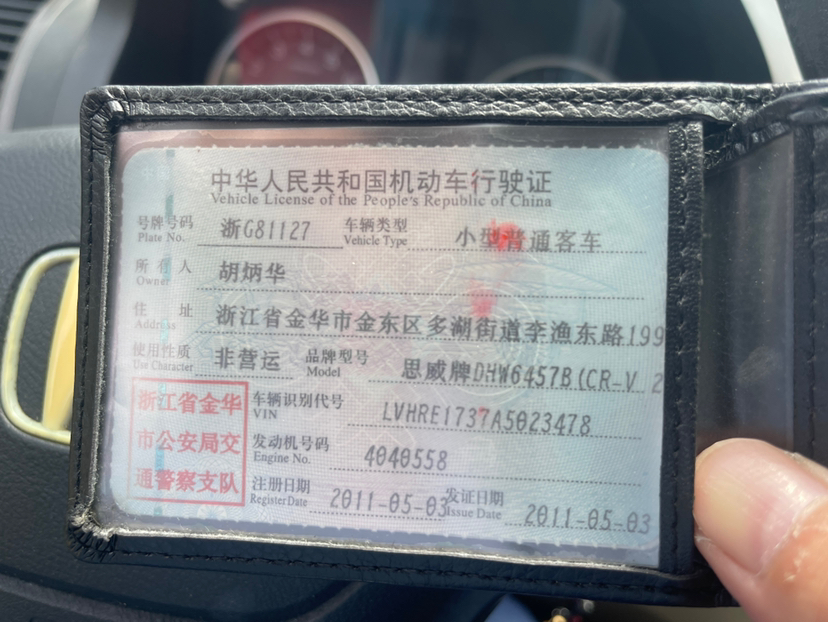 中华人民共和国机动车行驶证
Vehicle License of the People's Republic of China
号牌号码 浙G81127 车辆类型 小型普通客车
Plate No. Vehicle Type
所有人 胡炳华
Owner
住址 浙江省金华市金东区多湖街道李渔东路199
Address
使用性质 非营运 品牌型号 思威牌DHW6457B(CR-V 2
Use Character Model
浙江省金华
市公安局交
通警察支队
车辆识别代号 LVHRE1737A5023478
VIN
发动机号码 4040558
Engine No.
注册日期 2011-05-03 发证日期 2011-05-03
Register Date Issue Date